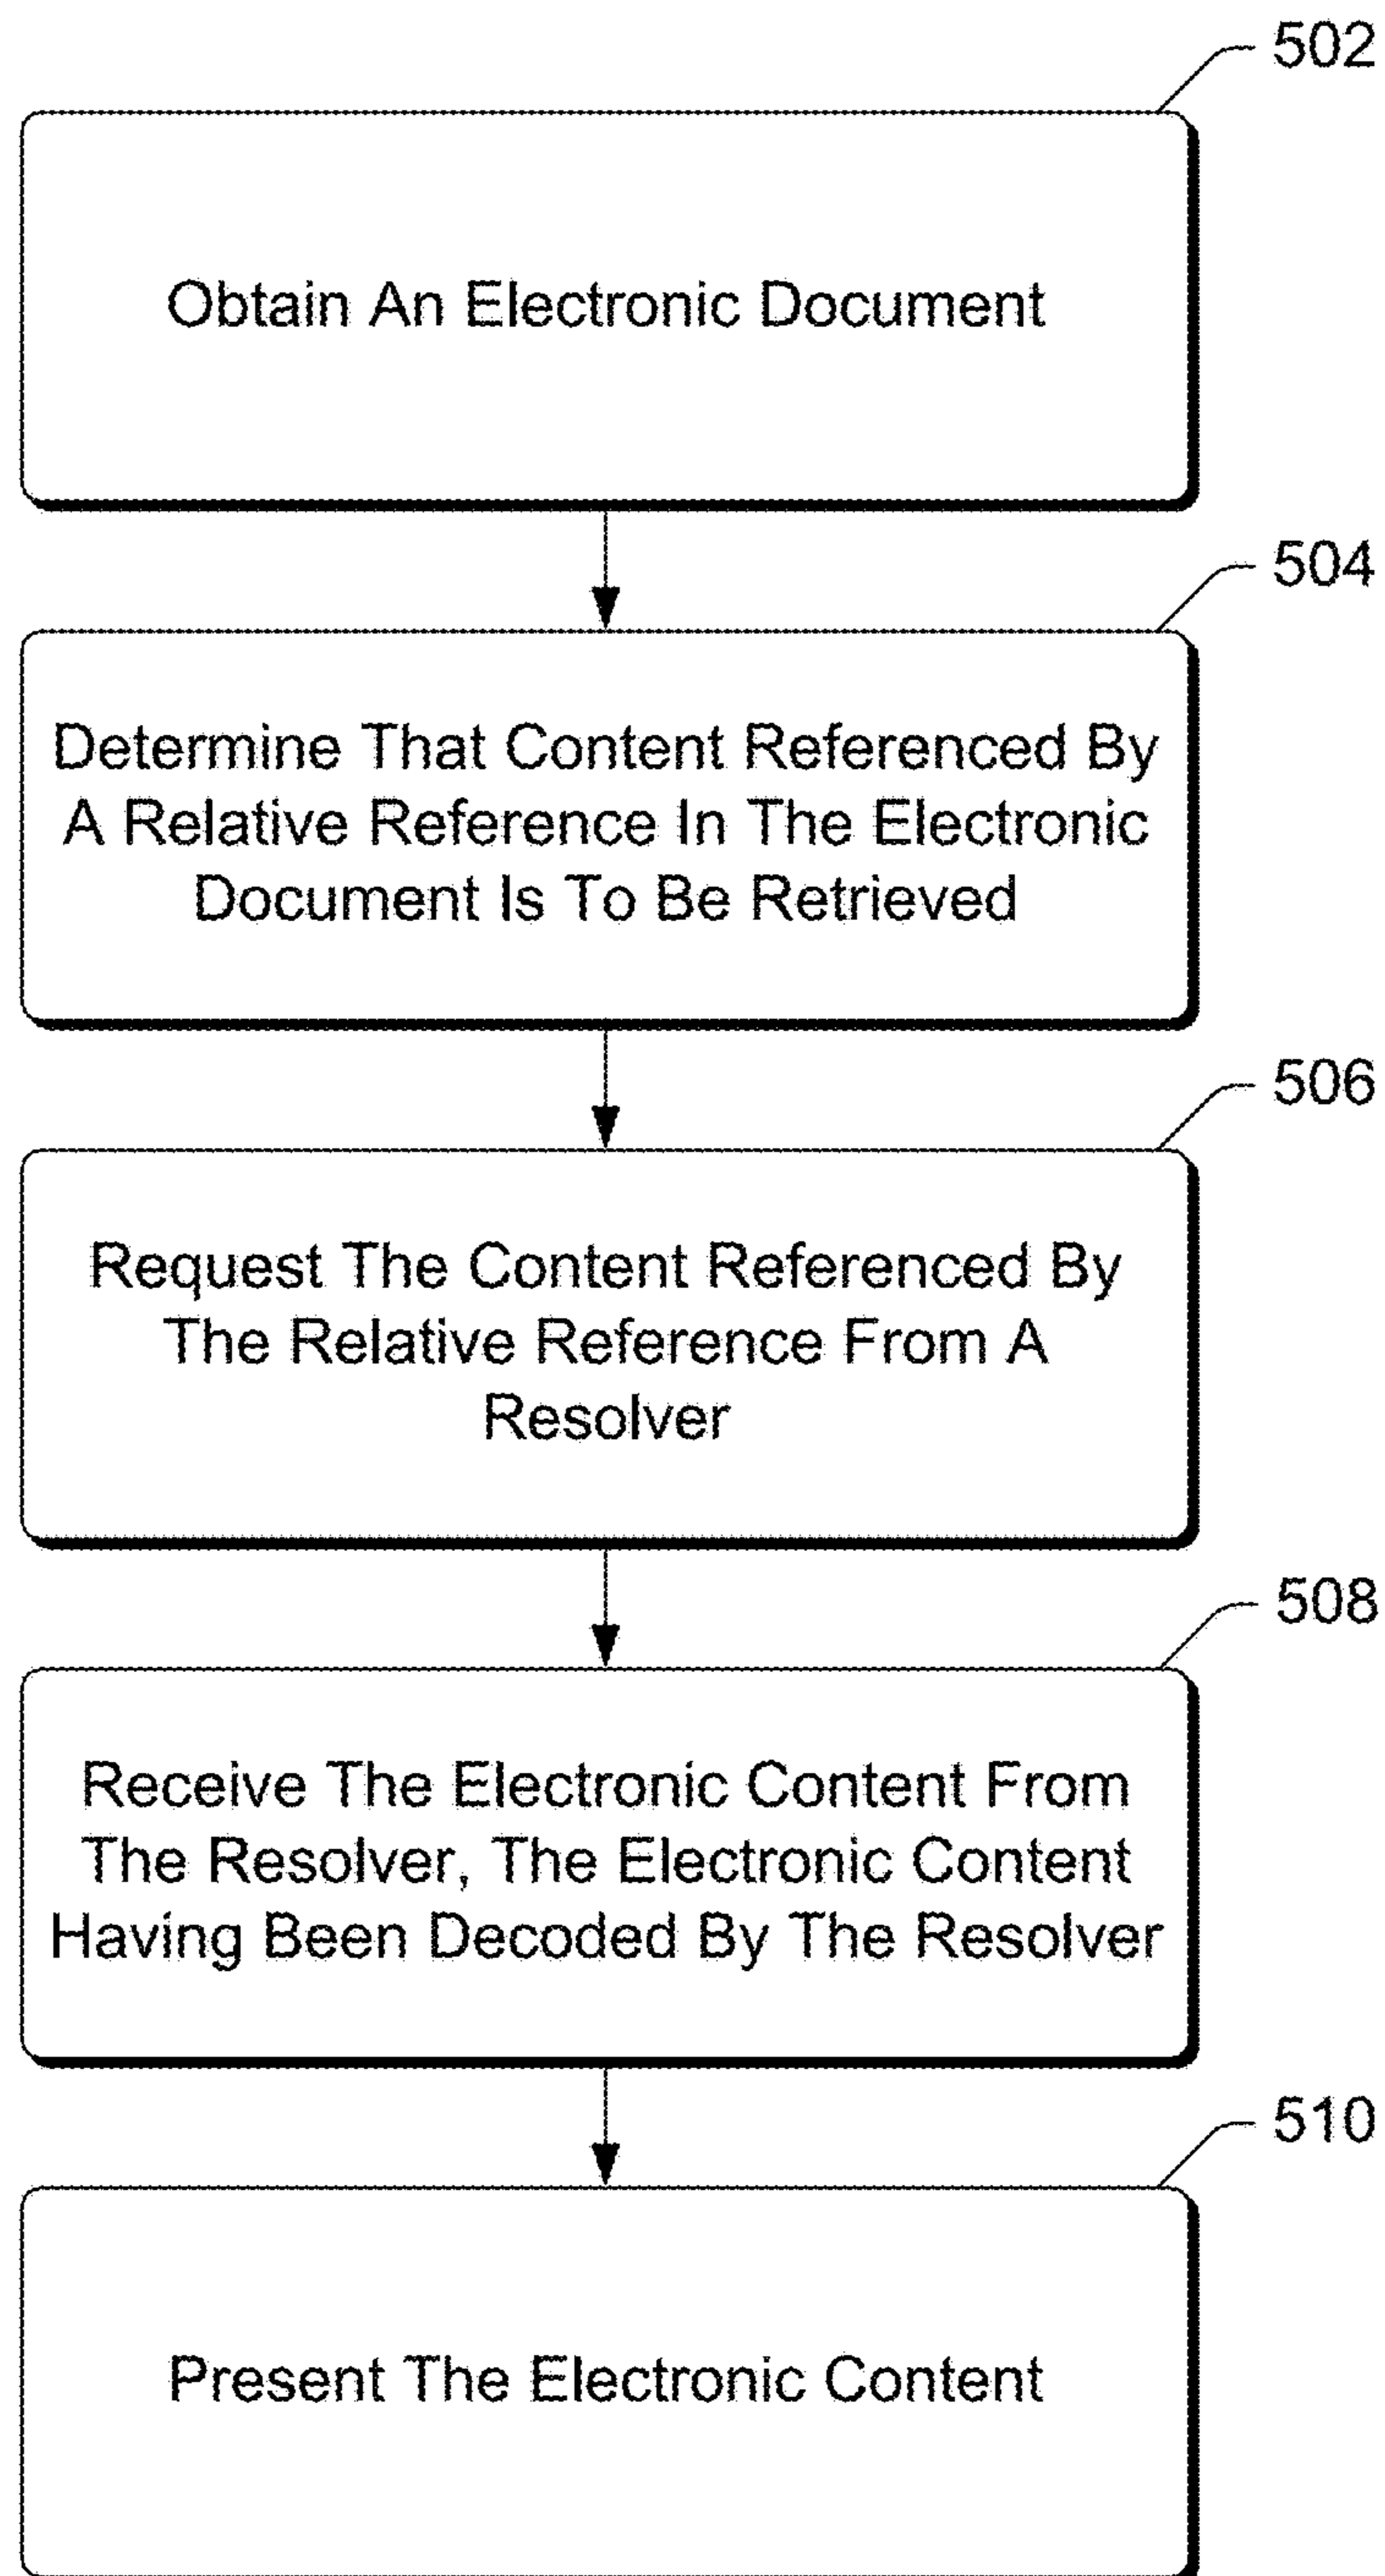 502
Obtain An Electronic Document
504
Determine That Content Referenced By
A Relative Reference In The Electronic
Document Is To Be Retrieved
506
Request The Content Referenced By
The Relative Reference From A
Resolver
508
Receive The Electronic Content From
The Resolver, The Electronic Content
Having Been Decoded By The Resolver
510
Present The Electronic Content